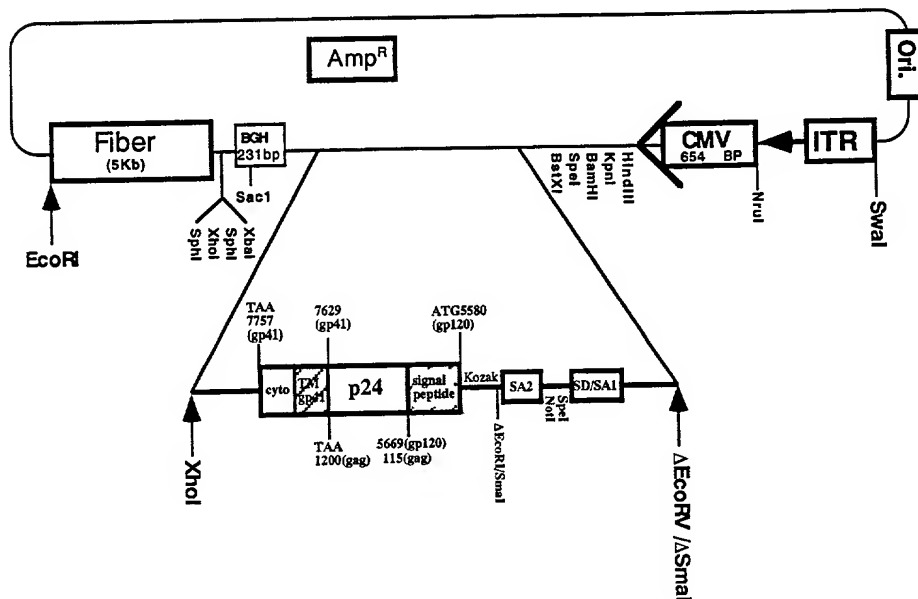 Amp^R
Ori.
Fiber
(5Kb)
BGH
231bp
CMV
654 BP
ITR
Sac1
HindIII
KpnI
BamHI
SpeI
BstXI
NruI
SwaI
XbaI
SphI
XhoI
SphI
EcoRI
TAA
7757
(gp41)
7629
(gp41)
ATG5580
(gp120)
cyto
TM
gp41
p24
signal
peptide
Kozak
SA2
SpeI
NotI
SD/SA1
TAA
1200(gag)
5669(gp120)
115(gag)
ΔEcoRI/SmaI
XhoI
ΔEcoRV /ΔSmaI